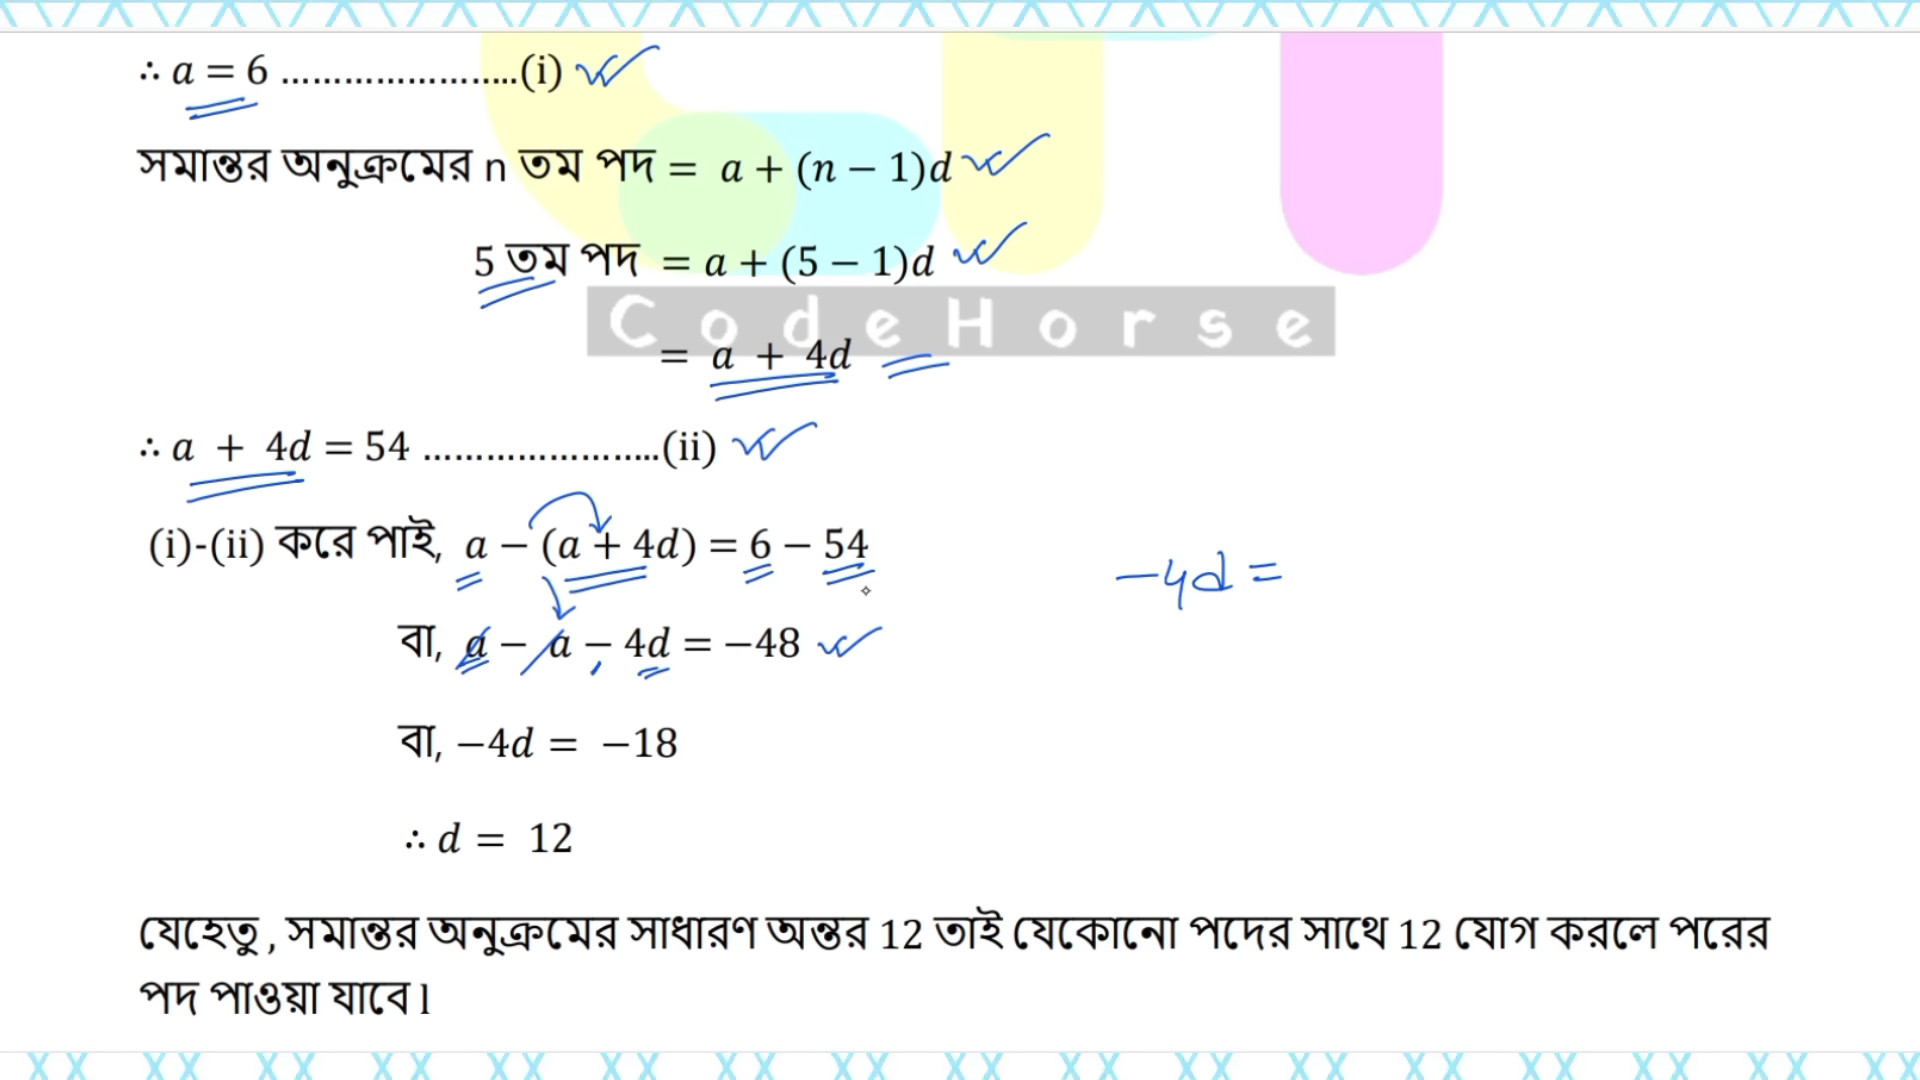 ∴ a = 6 ........................(i)
সমান্তর অনুক্রমের n তম পদ = a + (n − 1)d
5 তম পদ = a + (5 − 1)d
CodeHorse
= a + 4d
∴ a + 4d = 54 ........................(ii)
(i)-(ii) করে পাই, a − (a + 4d) = 6 − 54
−4d =
বা, a − a − 4d = −48
বা, −4d = −18
∴ d = 12
যেহেতু , সমান্তর অনুক্রমের সাধারণ অন্তর 12 তাই যেকোনো পদের সাথে 12 যোগ করলে পরের
পদ পাওয়া যাবে l